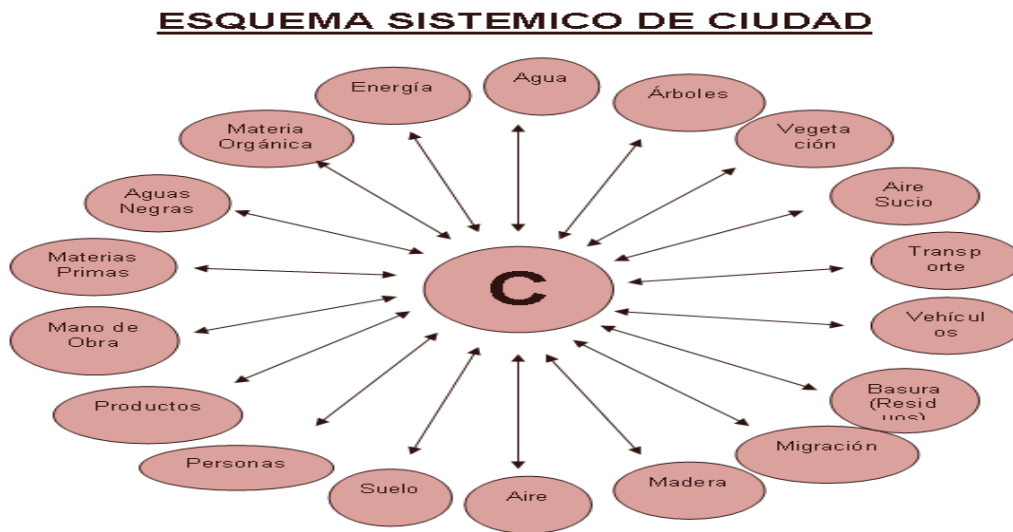 ESQUEMA SISTEMICO DE CIUDAD
Agua
Árboles
Vegeta
ción
Aire
Sucio
Transp
orte
Vehícul
os
Basura
(Resid
uos)
Migración
Madera
Aire
Suelo
Personas
Productos
Mano de
Obra
Materias
Primas
Aguas
Negras
Materia
Orgánica
Energía
C